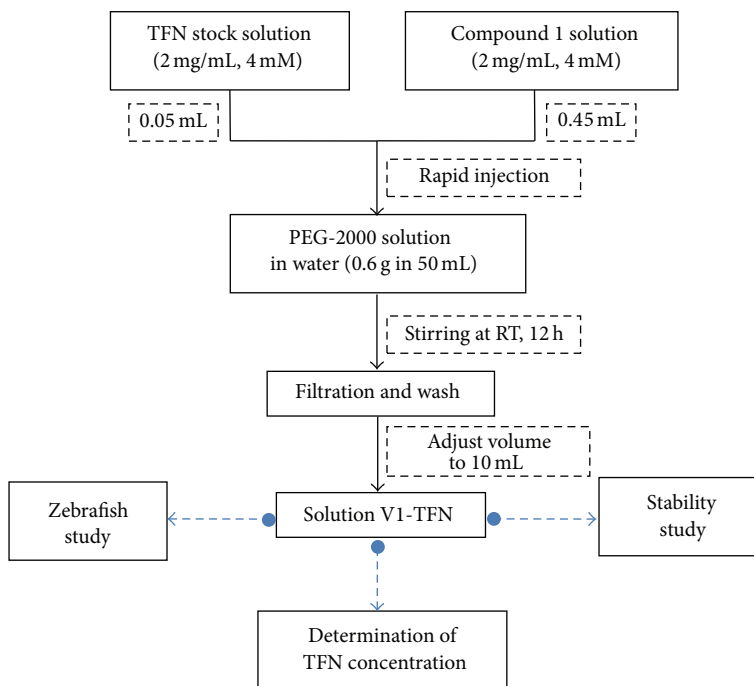 TFN stock solution
(2 mg/mL, 4 mM)
Compound 1 solution
(2 mg/mL, 4 mM)
0.05 mL
0.45 mL
Rapid injection
PEG-2000 solution
in water (0.6 g in 50 mL)
Stirring at RT, 12 h
Filtration and wash
Adjust volume
to 10 mL
Zebrafish
study
Solution V1-TFN
Stability
study
Determination of
TFN concentration